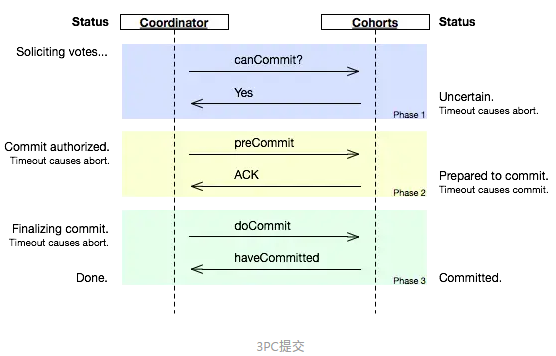 Status Coordinator Cohorts Status
Soliciting votes...
canCommit?
Yes
Uncertain.
Timeout causes abort.
Phase 1
Commit authorized.
Timeout causes abort.
preCommit
ACK
Prepared to commit.
Timeout causes commit.
Phase 2
Finalizing commit.
Timeout causes abort.
doCommit
haveCommitted
Done.
Committed.
Phase 3
3PC提交